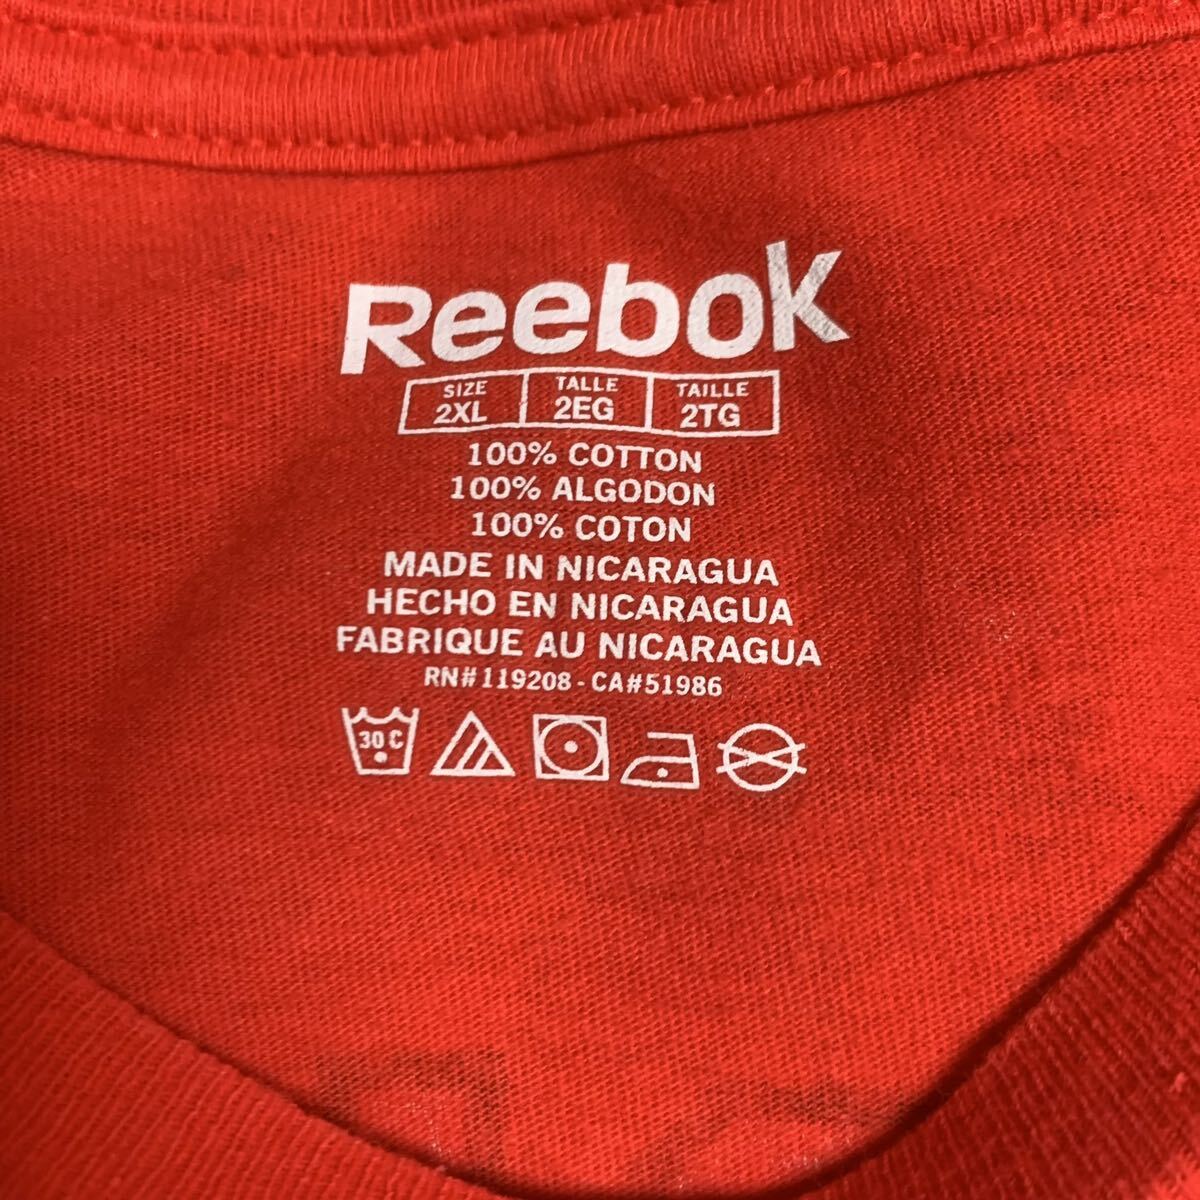 Reebok
SIZE TALLE TAILLE
2XL 2EG 2TG
100% COTTON
100% ALGODON
100% COTON
MADE IN NICARAGUA
HECHO EN NICARAGUA
FABRIQUE AU NICARAGUA
RN#119208 - CA#51986
30 C